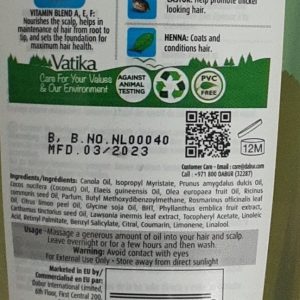 VITAMIN BLEND A, E, F:
Nourishes the scalp, helps in
maintenance of hair from root to
tip, and sets the foundation for
maximum hair health.
CASTOR: Help promote thicker
looking hair.
HENNA: Coats and
conditions hair.
Vatika
Care For Your Values
& Our Environment
AGAINST
ANIMAL
TESTING
PVC
FREE
B. B.NO.NL00040
MFD.03/2023
12M
Email : care@dabur.com
Call : +971 800 DABUR (32287)
Ingredients/Ingrédients: Canola Oil, Isopropyl Myristate, Prunus amygdalus dulcis Oil,
Cocos nucifera (Coconut) Oil, Elaeis guineensis Oil, Olea europaea fruit Oil, Ricinus
communis seed Oil, Parfum, Butyl Methoxydibenzoylmethane, Rosmarinus officinalis leaf
Oil, Citrus limon peel Oil, Glycine soja Oil, BHT, Phyllanthus emblica fruit extract,
Carthamus tinctorius seed Oil, Lawsonia inermis leaf extract, Tocopheryl Acetate, Linoleic
Acid, Retinyl Palmitate, Benzyl Salicylate, Citral, Coumarin, Limonene, Linalool.
Usage - Massage a generous amount of oil into your hair and scalp.
Leave overnight or for a few hours and then wash.
Warning: Avoid contact with eyes
For External Use Only • Store away from direct sunlight
Marketed in EU by /
Commercialisé en EU par:
Dabur International Limited,
6th Floor, First Central 200,